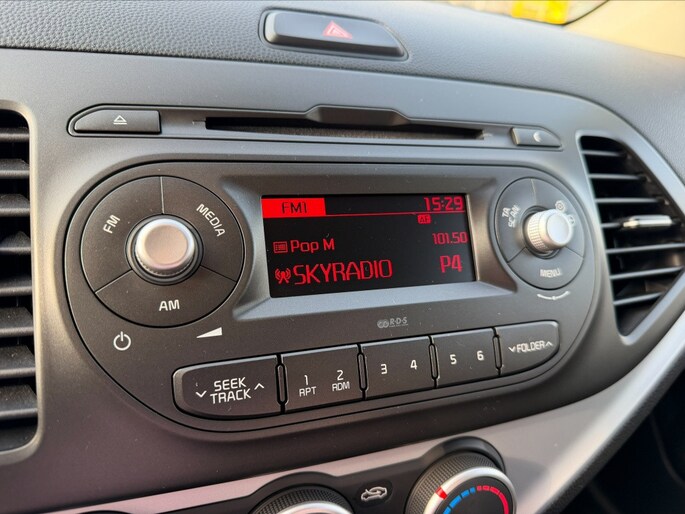 FM1 15:29
AF
Pop M 101.50
SKYRADIO P4
FM
MEDIA
AM
TA
SCAN
MENU
R·D·S
SEEK
TRACK
1
RPT
2
RDM
3 4
5 6
FOLDER